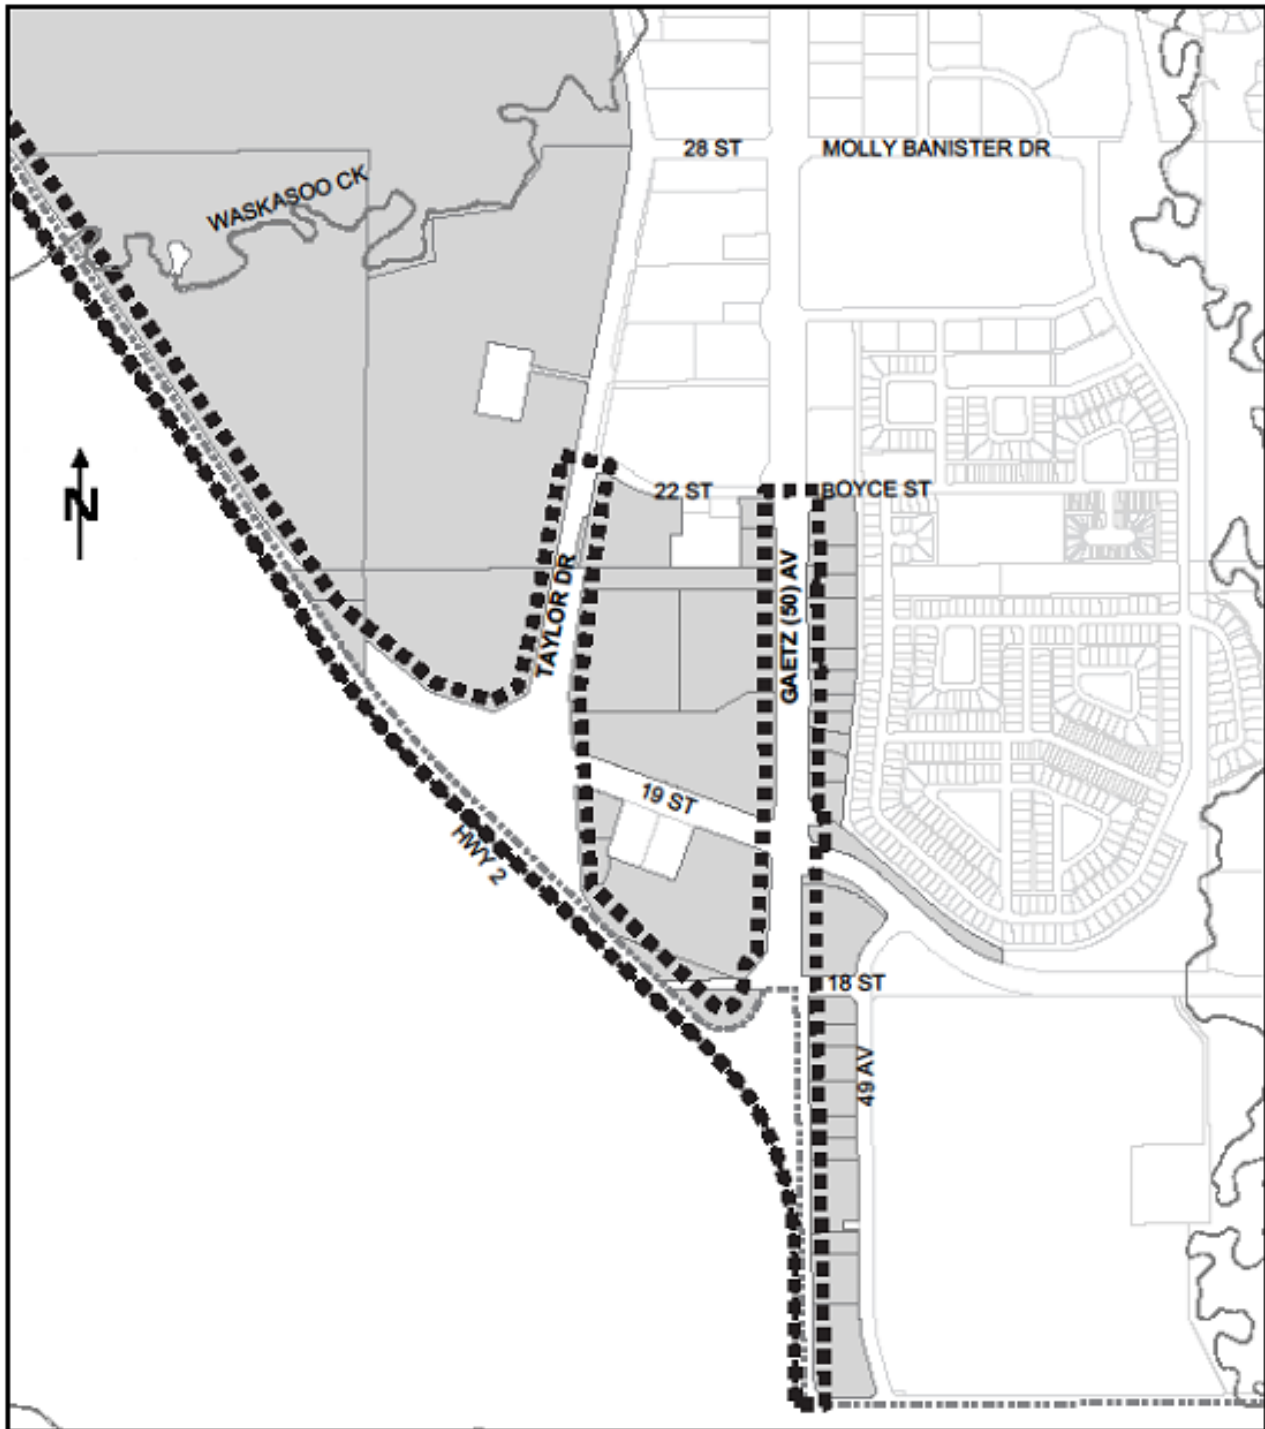 28 ST
MOLLY BANISTER DR
WASKASOO CK
N
22 ST
BOYCE ST
TAYLOR DR
GAETZ (50) AV
19 ST
HWY 2
18 ST
49 AV